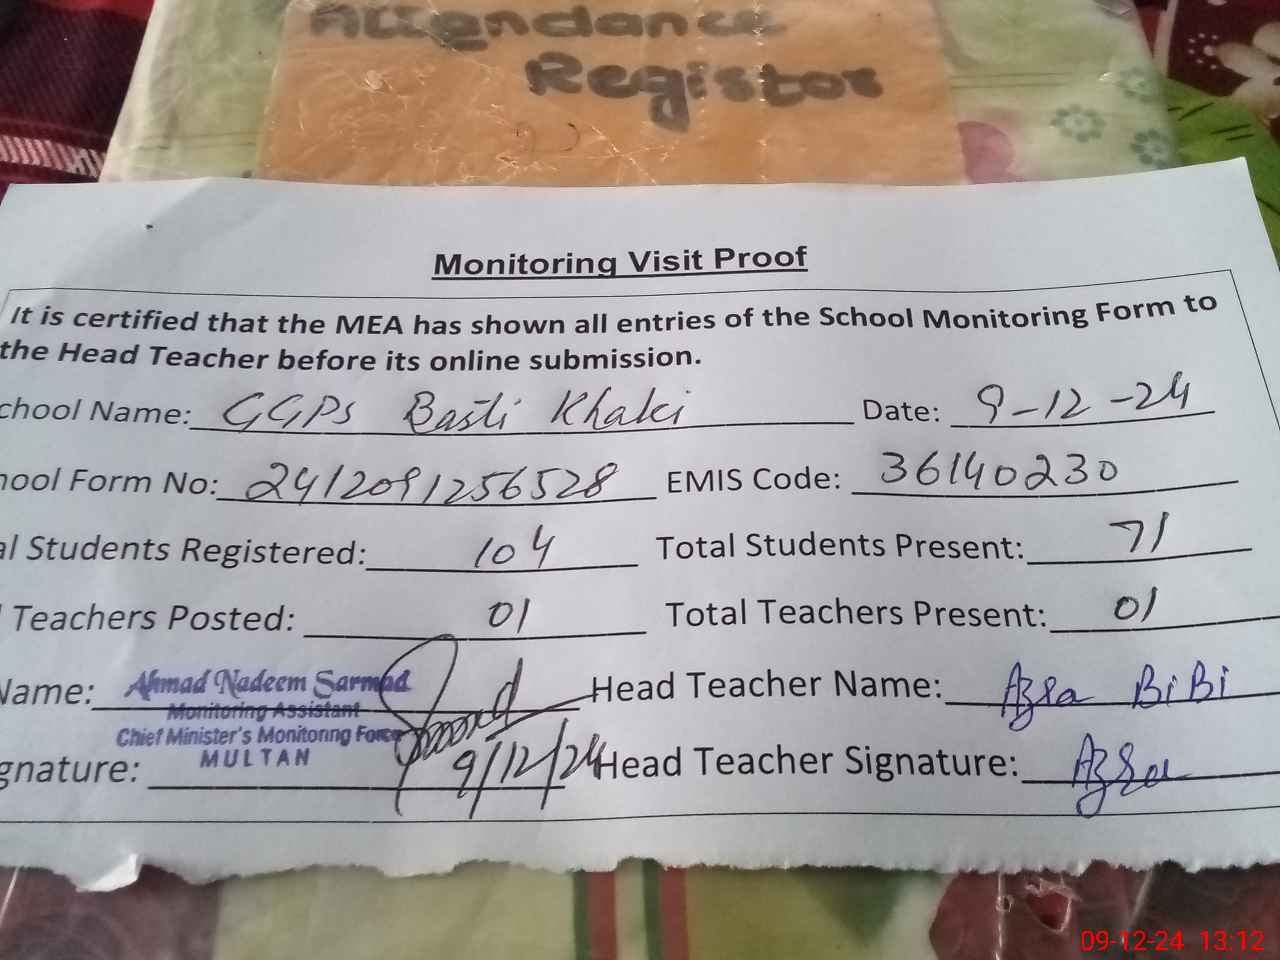 Attendance
Register
Monitoring Visit Proof
It is certified that the MEA has shown all entries of the School Monitoring Form to
the Head Teacher before its online submission.
chool Name: GGPS Basti Khaki Date: 9-12-24
hool Form No: 2412091256528 EMIS Code: 36140230
al Students Registered: 104 Total Students Present: 71
Teachers Posted: 01 Total Teachers Present: 01
Name: Ahmad Nadeem Sarmad Head Teacher Name: Azra BiBi
Monitoring Assistant
Chief Minister's Monitoring Force
MULTAN
gnature: 9/12/24 Head Teacher Signature: Azra
09-12-24 13:12